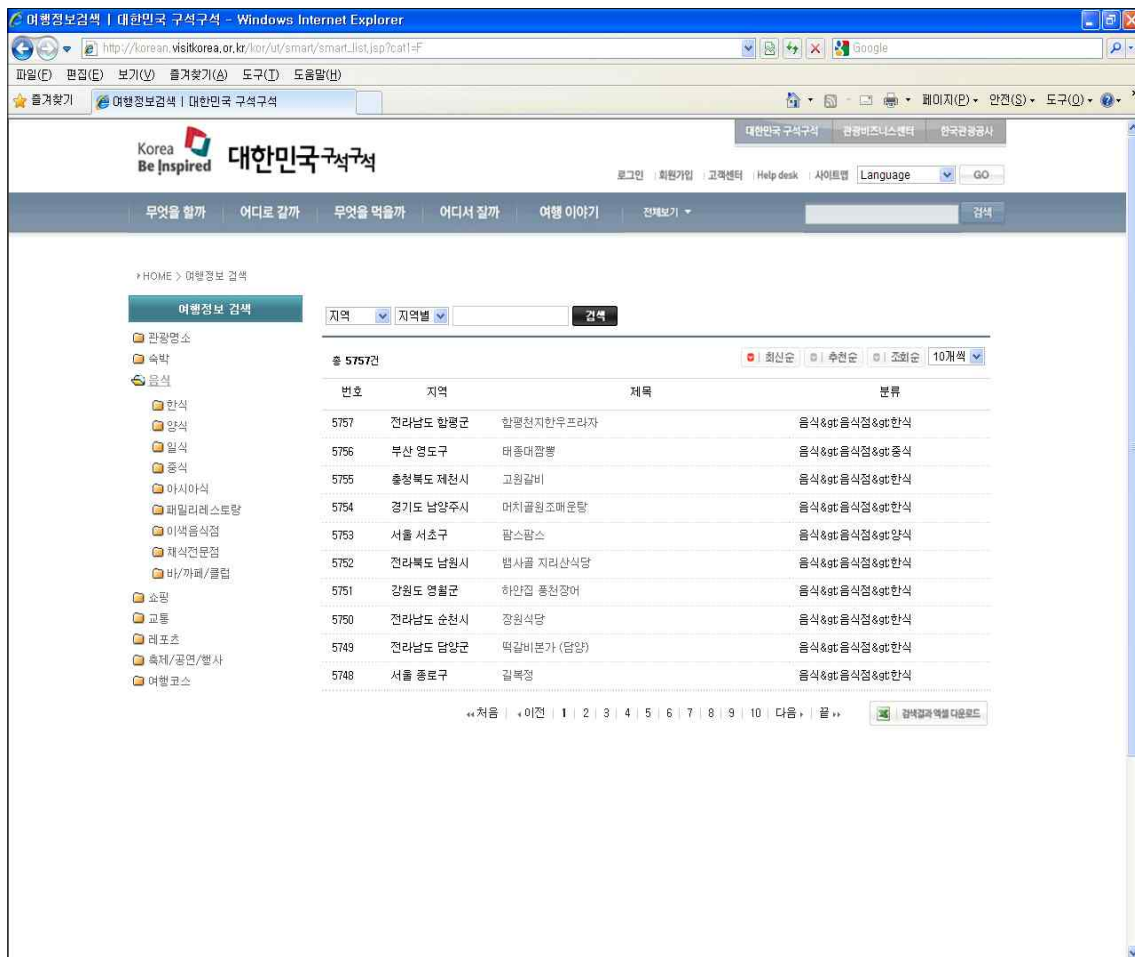 여행정보검색 | 대한민국 구석구석 - Windows Internet Explorer
http://korean.visitkorea.or.kr/kor/ut/smart/smart_list.jsp?cat1=F
Google
파일(F) 편집(E) 보기(V) 즐겨찾기(A) 도구(T) 도움말(H)
즐겨찾기 여행정보검색 | 대한민국 구석구석
페이지(P) 안전(S) 도구(O)
대한민국 구석구석 관광비즈니스센터 한국관광공사
Korea
Be Inspired
대한민국구석구석
로그인 회원가입 고객센터 Help desk 사이트맵 Language GO
무엇을 할까 어디로 갈까 무엇을 먹을까 어디서 잘까 여행 이야기 전체보기 검색
HOME > 여행정보 검색
여행정보 검색
관광명소
숙박
음식
한식
양식
일식
중식
아시아식
패밀리레스토랑
이색음식점
채식전문점
바/까페/클럽
쇼핑
교통
레포츠
축제/공연/행사
여행코스
지역 지역별 검색
총 5757건
최신순 추천순 조회순 10개씩
번호 지역 제목 분류
5757 전라남도 함평군 함평천지한우프라자 음식&gt음식점&gt한식
5756 부산 영도구 태종대짬뽕 음식&gt음식점&gt중식
5755 충청북도 제천시 고원갈비 음식&gt음식점&gt한식
5754 경기도 남양주시 머치골원조매운탕 음식&gt음식점&gt한식
5753 서울 서초구 팜스팜스 음식&gt음식점&gt양식
5752 전라북도 남원시 뱀사골 지리산식당 음식&gt음식점&gt한식
5751 강원도 영월군 하얀집 풍천장어 음식&gt음식점&gt한식
5750 전라남도 순천시 장원식당 음식&gt음식점&gt한식
5749 전라남도 담양군 떡갈비본가 (담양) 음식&gt음식점&gt한식
5748 서울 종로구 길복정 음식&gt음식점&gt한식
처음 | 이전 | 1 | 2 | 3 | 4 | 5 | 6 | 7 | 8 | 9 | 10 | 다음 | 끝
검색결과 엑셀 다운로드